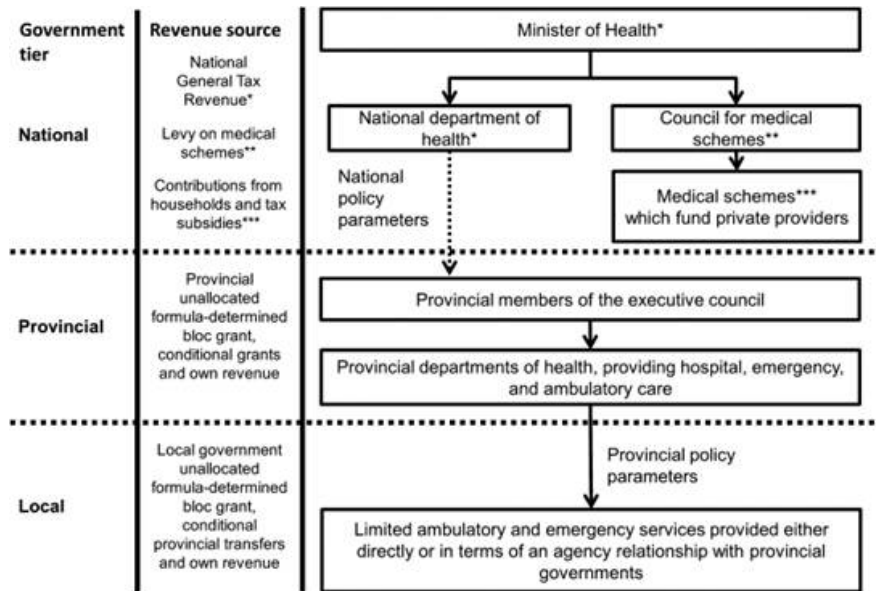 Government
tier
Revenue source
Minister of Health*
National
National
General Tax
Revenue*
Levy on medical
schemes**
Contributions from
households and tax
subsidies***
National department of
health*
Council for medical
schemes**
National
policy
parameters
Medical schemes***
which fund private providers
Provincial
Provincial
unallocated
formula-determined
bloc grant,
conditional grants
and own revenue
Provincial members of the executive council
Provincial departments of health, providing hospital, emergency,
and ambulatory care
Local
Local government
unallocated
formula-determined
bloc grant,
conditional
provincial transfers
and own revenue
Provincial policy
parameters
Limited ambulatory and emergency services provided either
directly or in terms of an agency relationship with provincial
governments